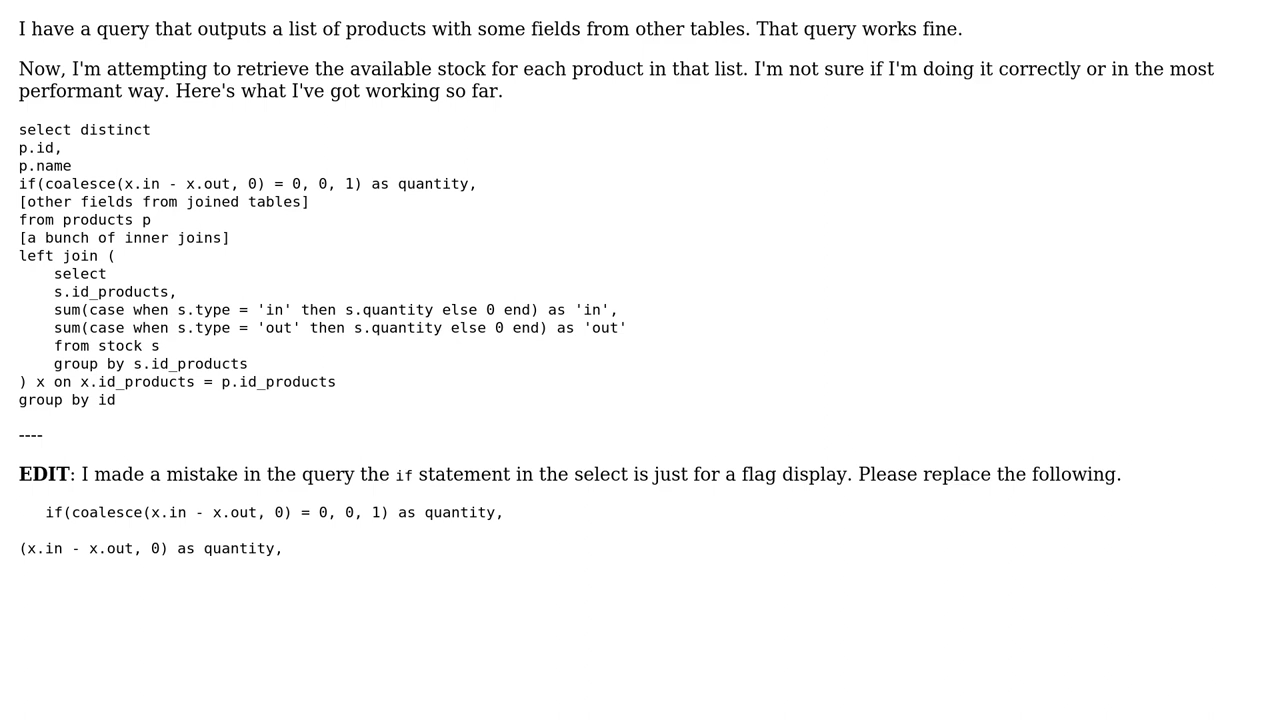 I have a query that outputs a list of products with some fields from other tables. That query works fine.
Now, I'm attempting to retrieve the available stock for each product in that list. I'm not sure if I'm doing it correctly or in the most
performant way. Here's what I've got working so far.
select distinct
p.id,
p.name
if(coalesce(x.in - x.out, 0) = 0, 0, 1) as quantity,
[other fields from joined tables]
from products p
[a bunch of inner joins]
left join (
    select
    s.id_products,
    sum(case when s.type = 'in' then s.quantity else 0 end) as 'in',
    sum(case when s.type = 'out' then s.quantity else 0 end) as 'out'
    from stock s
    group by s.id_products
) x on x.id_products = p.id_products
group by id
----
EDIT: I made a mistake in the query the if statement in the select is just for a flag display. Please replace the following.
   if(coalesce(x.in - x.out, 0) = 0, 0, 1) as quantity,
(x.in - x.out, 0) as quantity,